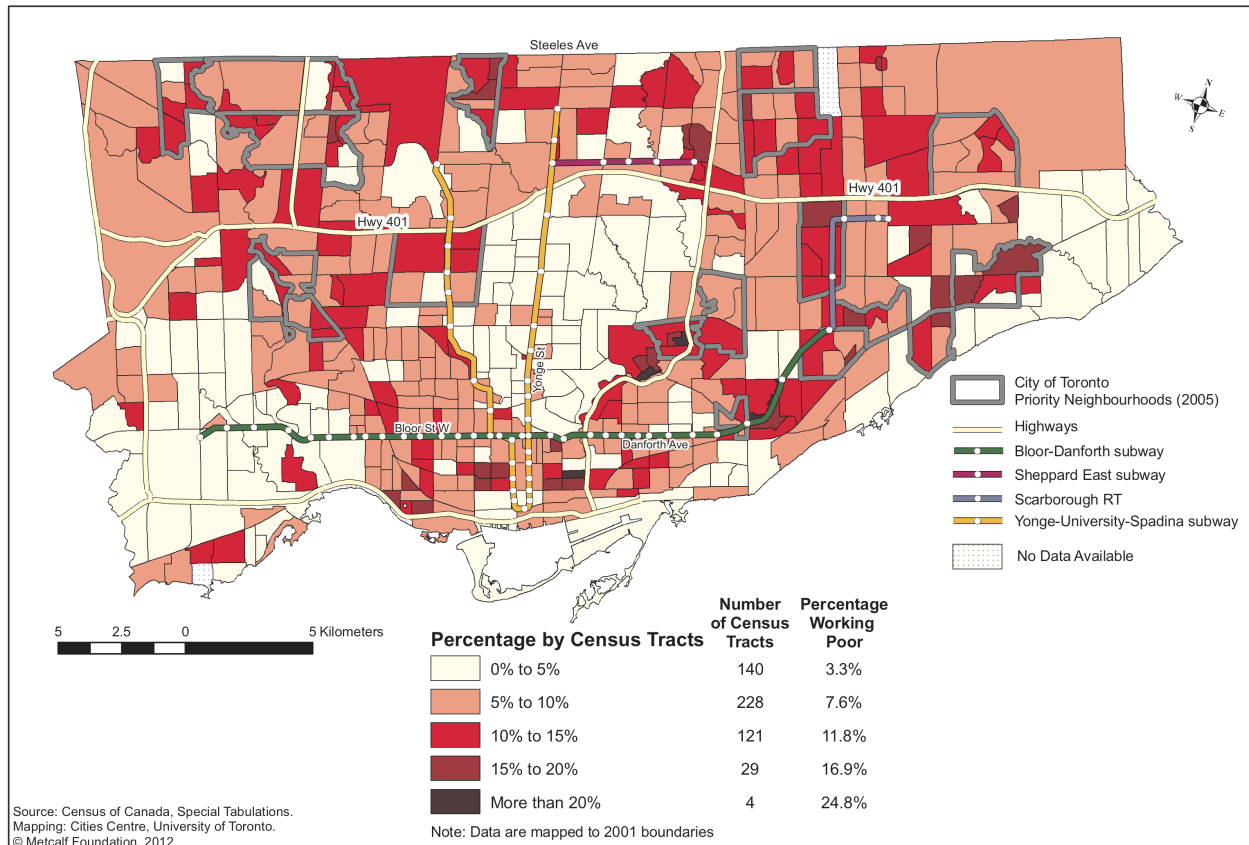 Steeles Ave
N
W
E
S
Hwy 401
Hwy 401
Yonge St
Bloor St W
Danforth Ave
City of Toronto
Priority Neighbourhoods (2005)
Highways
Bloor-Danforth subway
Sheppard East subway
Scarborough RT
Yonge-University-Spadina subway
No Data Available
5 2.5 0 5 Kilometers
Percentage by Census Tracts
Number
of Census
Tracts
Percentage
Working
Poor
0% to 5% 140 3.3%
5% to 10% 228 7.6%
10% to 15% 121 11.8%
15% to 20% 29 16.9%
More than 20% 4 24.8%
Note: Data are mapped to 2001 boundaries
Source: Census of Canada, Special Tabulations.
Mapping: Cities Centre, University of Toronto.
© Metcalf Foundation, 2012